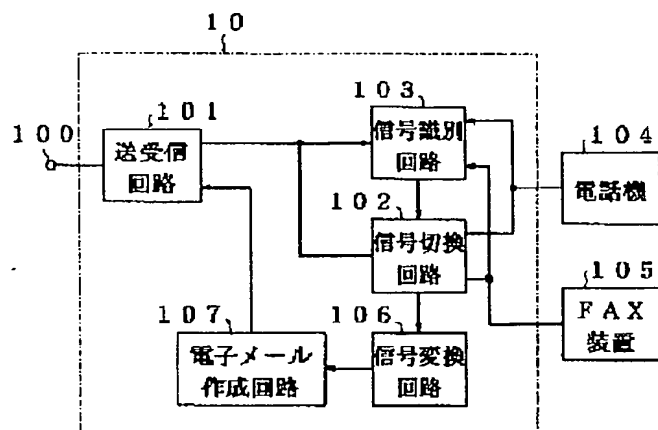 10
103
101
100
送受信
回路
信号識別
回路
104
電話機
102
信号切換
回路
105
FAX
装置
107
電子メール
作成回路
106
信号変換
回路